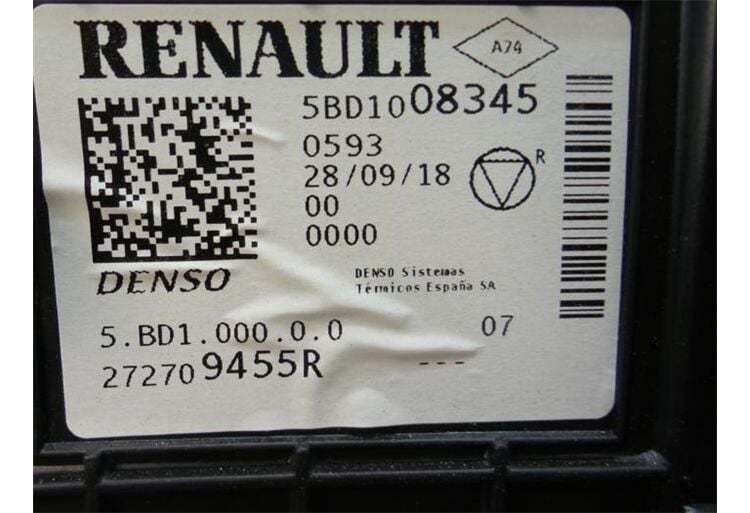 RENAULT A74
5BD1008345
0593
28/09/18 R
00
0000
DENSO
DENSO Sistemas
Térmicos España SA
5.BD1.000.0.0 07
272709455R ---